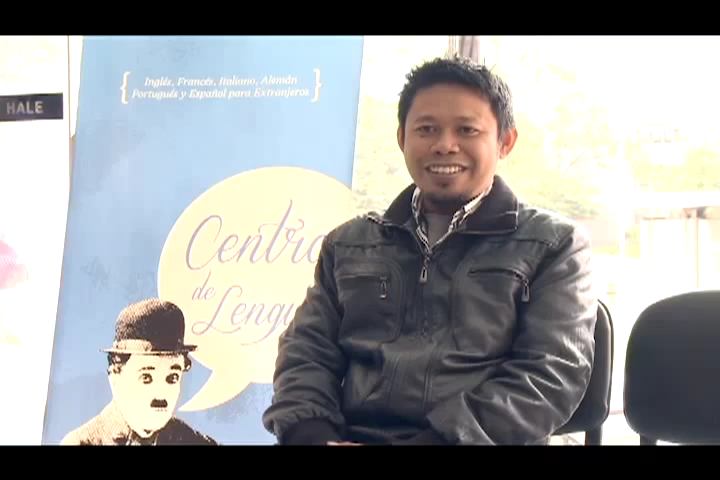 HALE
{ Inglés, Francés, Italiano, Alemán
Portugués y Español para Extranjeros }
Centro
de
Lengu